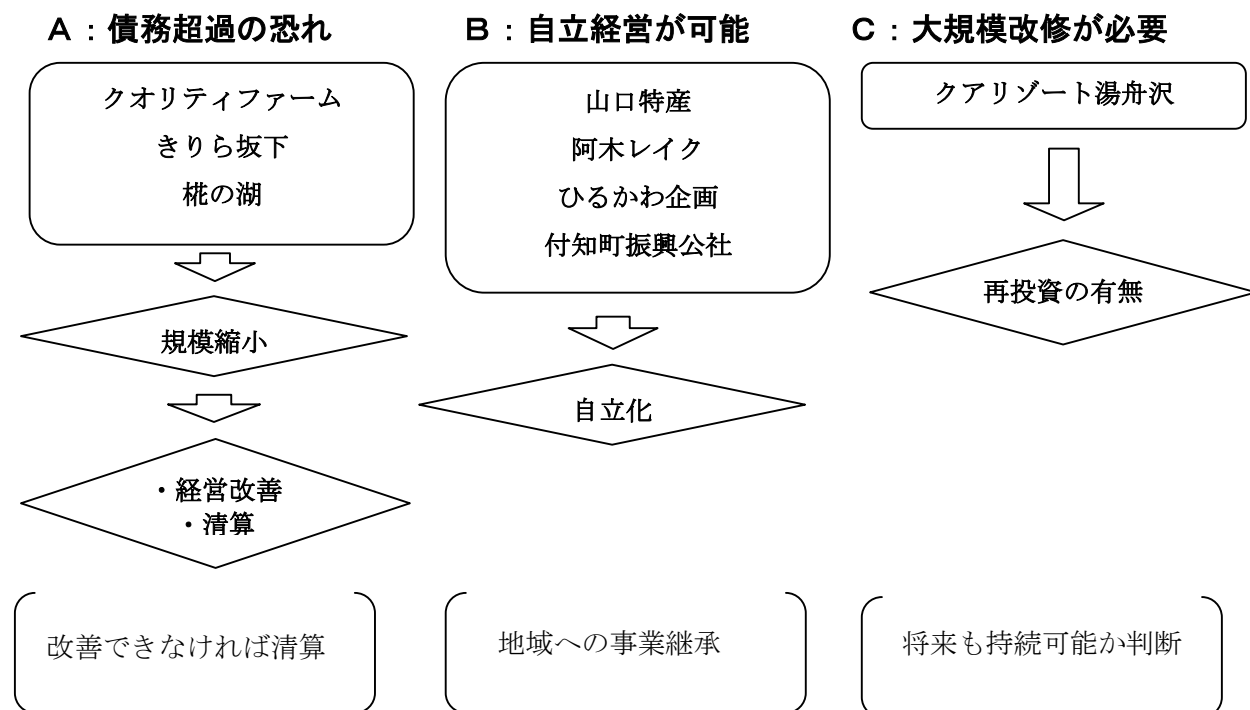 A：債務超過の恐れ
クオリティファーム
きりら坂下
椛の湖
規模縮小
・経営改善
・清算
改善できなければ清算
B：自立経営が可能
山口特産
阿木レイク
ひるかわ企画
付知町振興公社
自立化
地域への事業継承
C：大規模改修が必要
クアリゾート湯舟沢
再投資の有無
将来も持続可能か判断